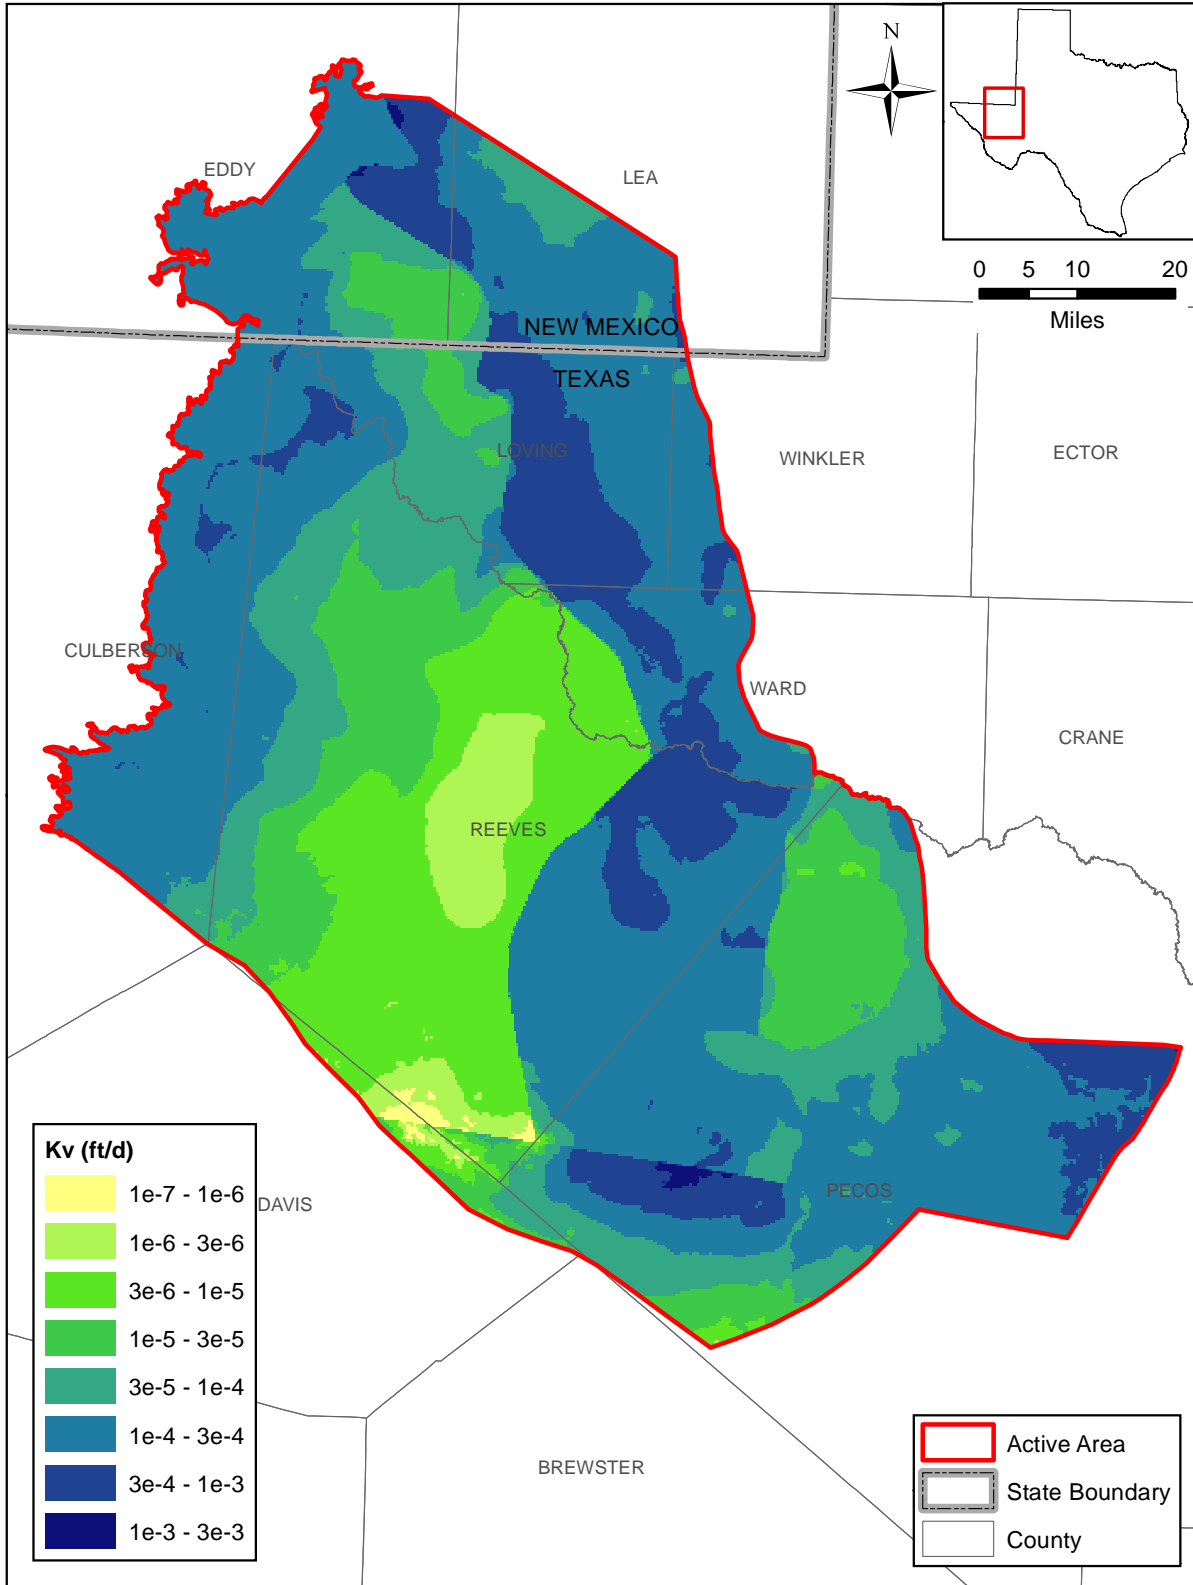 N
EDDY
LEA
0 5 10 20
Miles
NEW MEXICO
TEXAS
LOVING
WINKLER
ECTOR
CULBERSON
WARD
CRANE
REEVES
PECOS
DAVIS
BREWSTER
Kv (ft/d)
1e-7 - 1e-6
1e-6 - 3e-6
3e-6 - 1e-5
1e-5 - 3e-5
3e-5 - 1e-4
1e-4 - 3e-4
3e-4 - 1e-3
1e-3 - 3e-3
Active Area
State Boundary
County